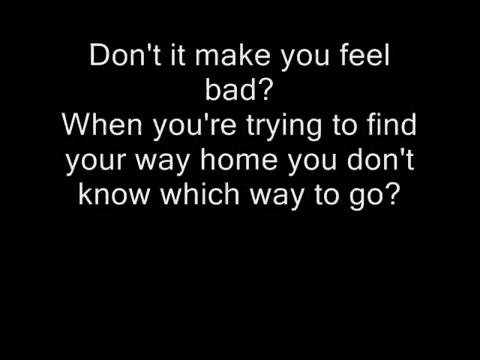 Don't it make you feel
bad?
When you're trying to find
your way home you don't
know which way to go?